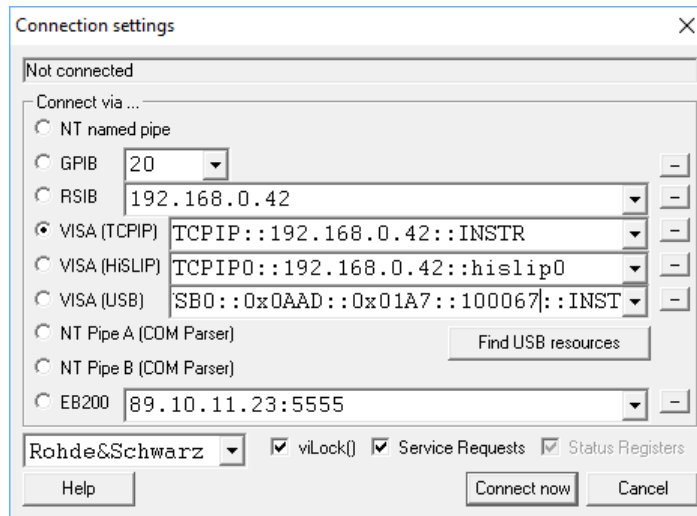 Connection settings
Not connected
Connect via ...
NT named pipe
GPIB 20
RSIB 192.168.0.42
VISA (TCPIP) TCPIP::192.168.0.42::INSTR
VISA (HiSLIP) TCPIP0::192.168.0.42::hislip0
VISA (USB) SB0::0x0AAD::0x01A7::100067::INST
NT Pipe A (COM Parser)
Find USB resources
NT Pipe B (COM Parser)
EB200 89.10.11.23:5555
Rohde&Schwarz viLock() Service Requests Status Registers
Help Connect now Cancel